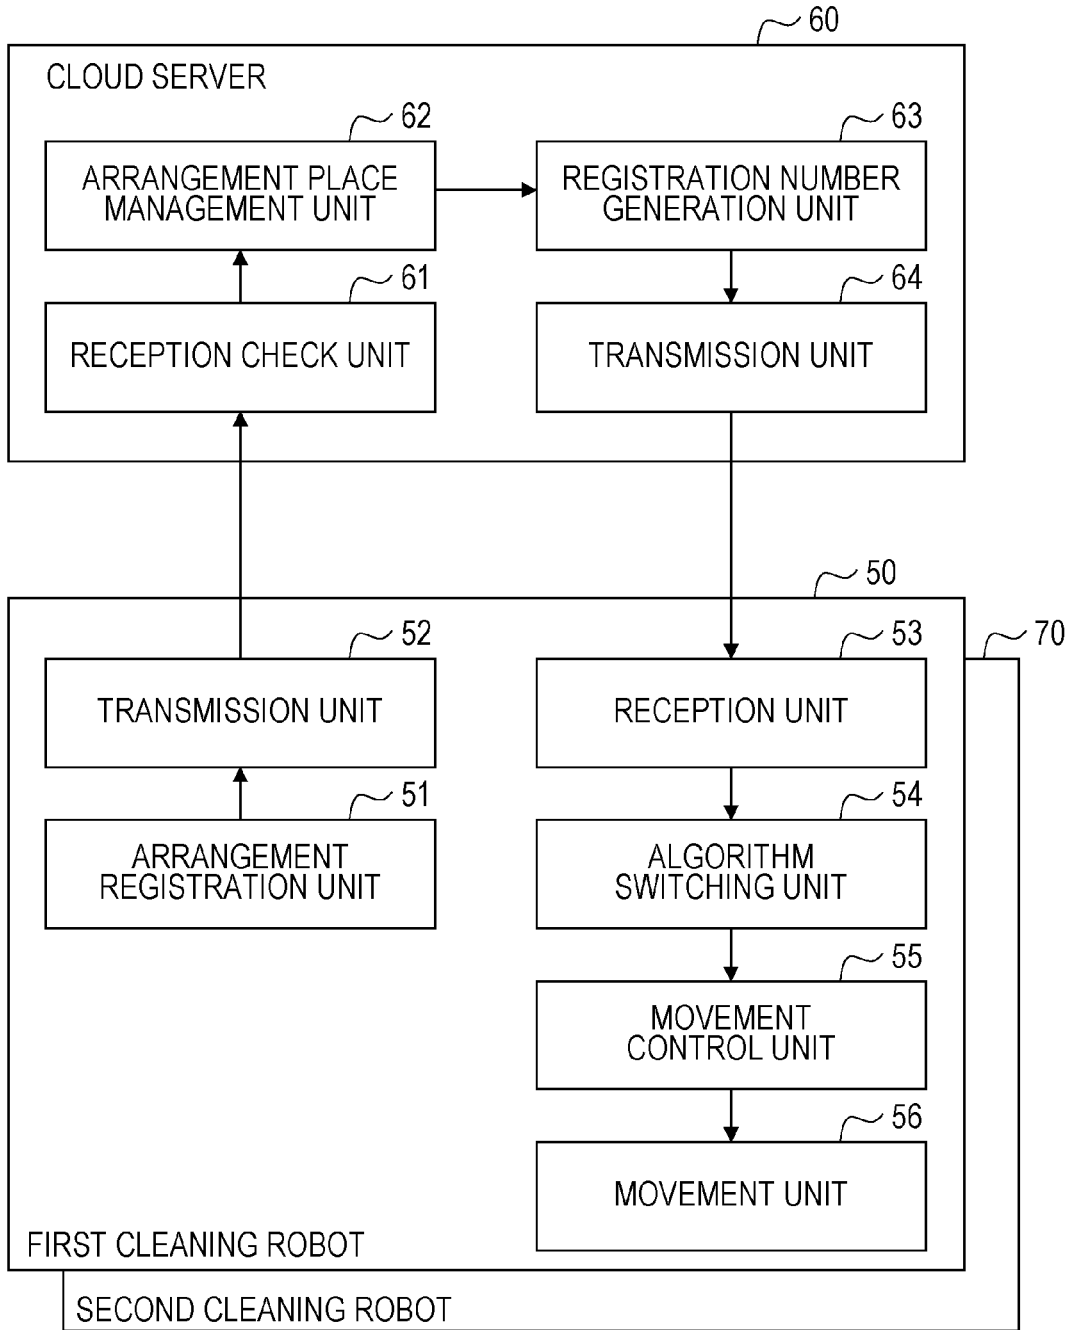 60
CLOUD SERVER
62
63
ARRANGEMENT PLACE
MANAGEMENT UNIT
REGISTRATION NUMBER
GENERATION UNIT
61
64
RECEPTION CHECK UNIT
TRANSMISSION UNIT
50
52
53
70
TRANSMISSION UNIT
RECEPTION UNIT
51
54
ARRANGEMENT
REGISTRATION UNIT
ALGORITHM
SWITCHING UNIT
55
MOVEMENT
CONTROL UNIT
56
MOVEMENT UNIT
FIRST CLEANING ROBOT
SECOND CLEANING ROBOT